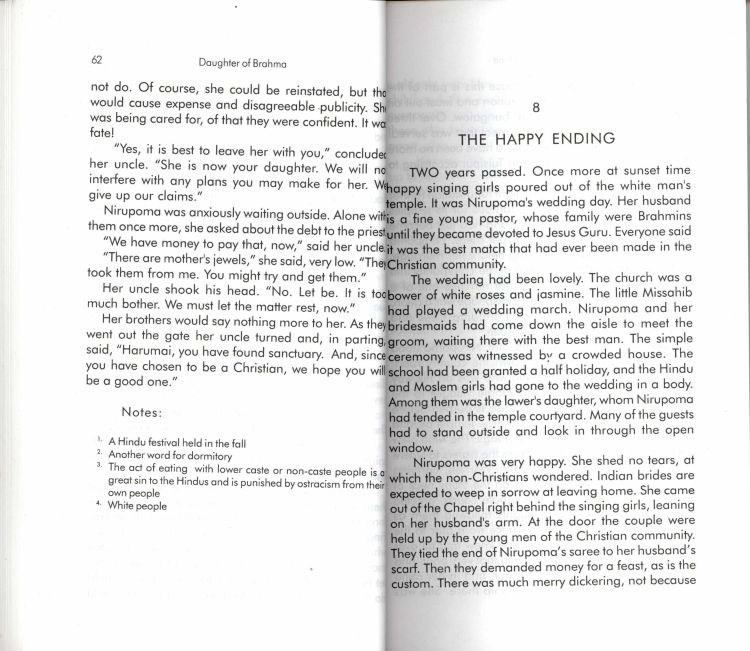 62
Daughter of Brahma
not do. Of course, she could be reinstated, but tha
would cause expense and disagreeable publicity. Sh
was being cared for, of that they were confident. It wa
fate!
"Yes, it is best to leave her with you," concluded
her uncle. "She is now your daughter. We will no
interfere with any plans you may make for her. We
give up our claims."
Nirupoma was anxiously waiting outside. Alone with
them once more, she asked about the debt to the priest
"We have money to pay that, now," said her uncle.
"There are mother's jewels," she said, very low. "They
took them from me. You might try and get them."
Her uncle shook his head. "No. Let be. It is too
much bother. We must let the matter rest, now."
Her brothers would say nothing more to her. As they
went out the gate her uncle turned and, in parting,
said, "Harumai, you have found sanctuary. And, since
you have chosen to be a Christian, we hope you will
be a good one."
Notes:
1. A Hindu festival held in the fall
2. Another word for dormitory
3. The act of eating with lower caste or non-caste people is a
great sin to the Hindus and is punished by ostracism from their
own people
4. White people
8
THE HAPPY ENDING
TWO years passed. Once more at sunset time
happy singing girls poured out of the white man's
temple. It was Nirupoma's wedding day. Her husband
is a fine young pastor, whose family were Brahmins
until they became devoted to Jesus Guru. Everyone said
it was the best match that had ever been made in the
Christian community.
The wedding had been lovely. The church was a
bower of white roses and jasmine. The little Missahib
had played a wedding march. Nirupoma and her
bridesmaids had come down the aisle to meet the
groom, waiting there with the best man. The simple
ceremony was witnessed by a crowded house. The
school had been granted a half holiday, and the Hindu
and Moslem girls had gone to the wedding in a body.
Among them was the lawer's daughter, whom Nirupoma
had tended in the temple courtyard. Many of the guests
had to stand outside and look in through the open
window.
Nirupoma was very happy. She shed no tears, at
which the non-Christians wondered. Indian brides are
expected to weep in sorrow at leaving home. She came
out of the Chapel right behind the singing girls, leaning
on her husband's arm. At the door the couple were
held up by the young men of the Christian community.
They tied the end of Nirupoma's saree to her husband's
scarf. Then they demanded money for a feast, as is the
custom. There was much merry dickering, not because